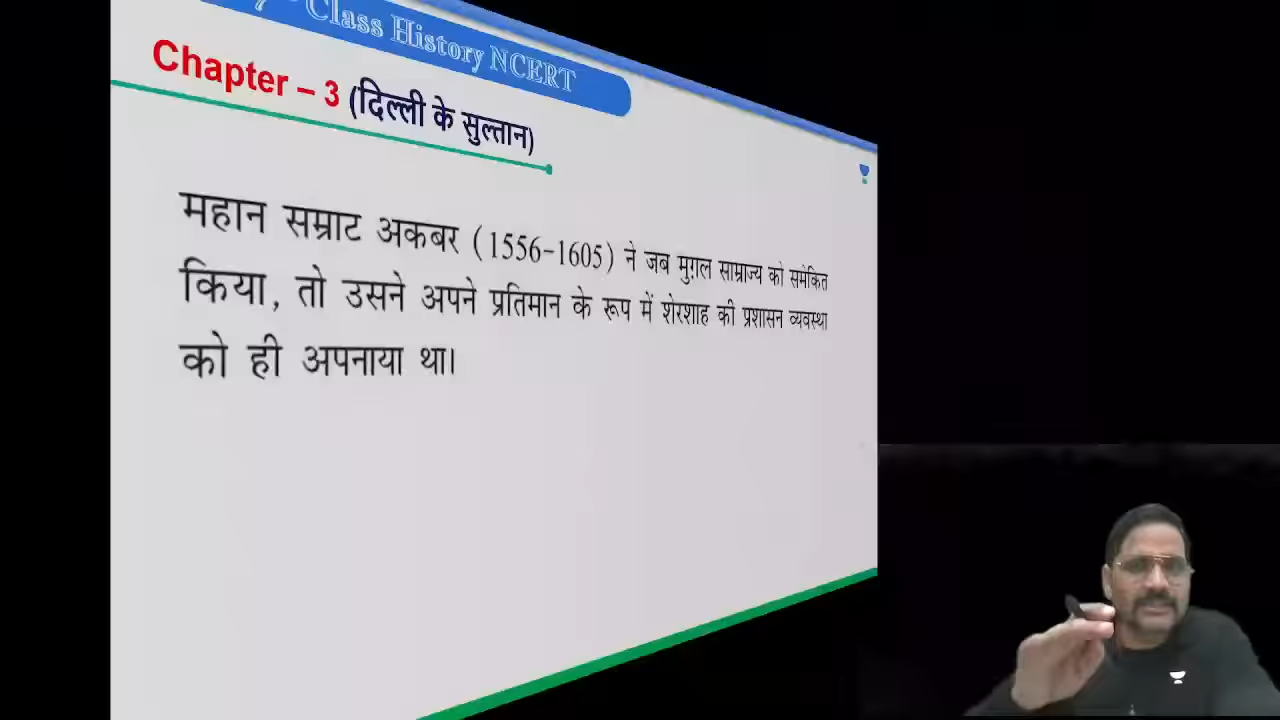 Class History NCERT
Chapter – 3 (दिल्ली के सुल्तान)
महान सम्राट अकबर (1556-1605) ने जब मुग़ल साम्राज्य को समेकित
किया, तो उसने अपने प्रतिमान के रूप में शेरशाह की प्रशासन व्यवस्था
को ही अपनाया था।